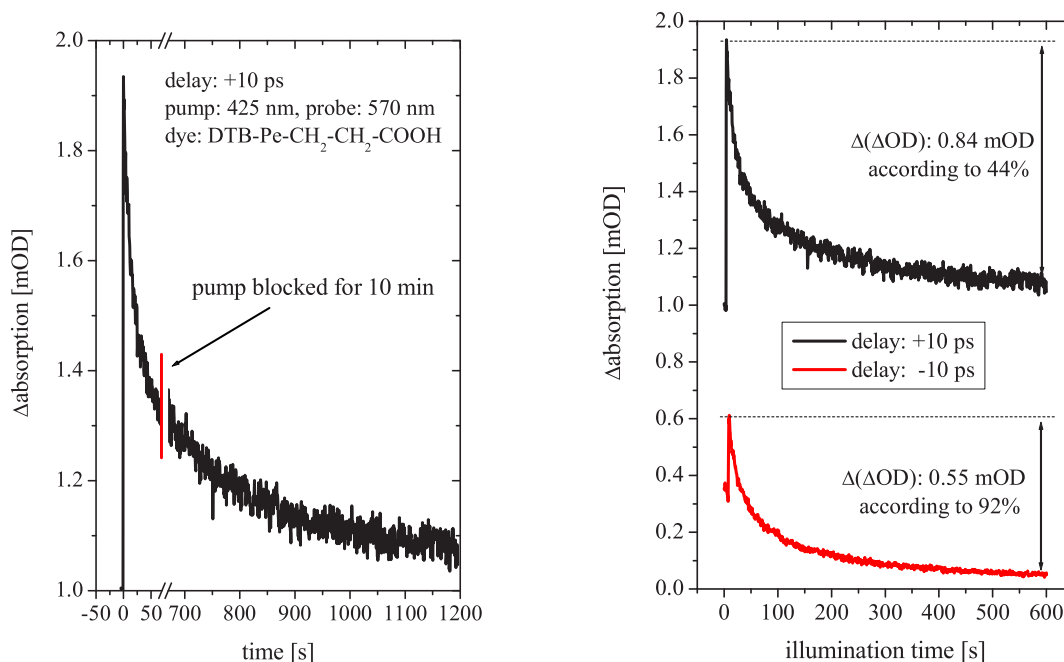 2.0
1.8
1.6
1.4
1.2
1.0
-50
0
50
700
800
900
1000
1100
1200
Δabsorption [mOD]
time [s]
delay: +10 ps
pump: 425 nm, probe: 570 nm
dye: DTB-Pe-CH₂-CH₂-COOH
pump blocked for 10 min
2.0
1.8
1.6
1.4
1.2
1.0
0.8
0.6
0.4
0.2
0.0
0
100
200
300
400
500
600
Δabsorption [mOD]
illumination time [s]
Δ(ΔOD): 0.84 mOD
according to 44%
delay: +10 ps
delay: -10 ps
Δ(ΔOD): 0.55 mOD
according to 92%